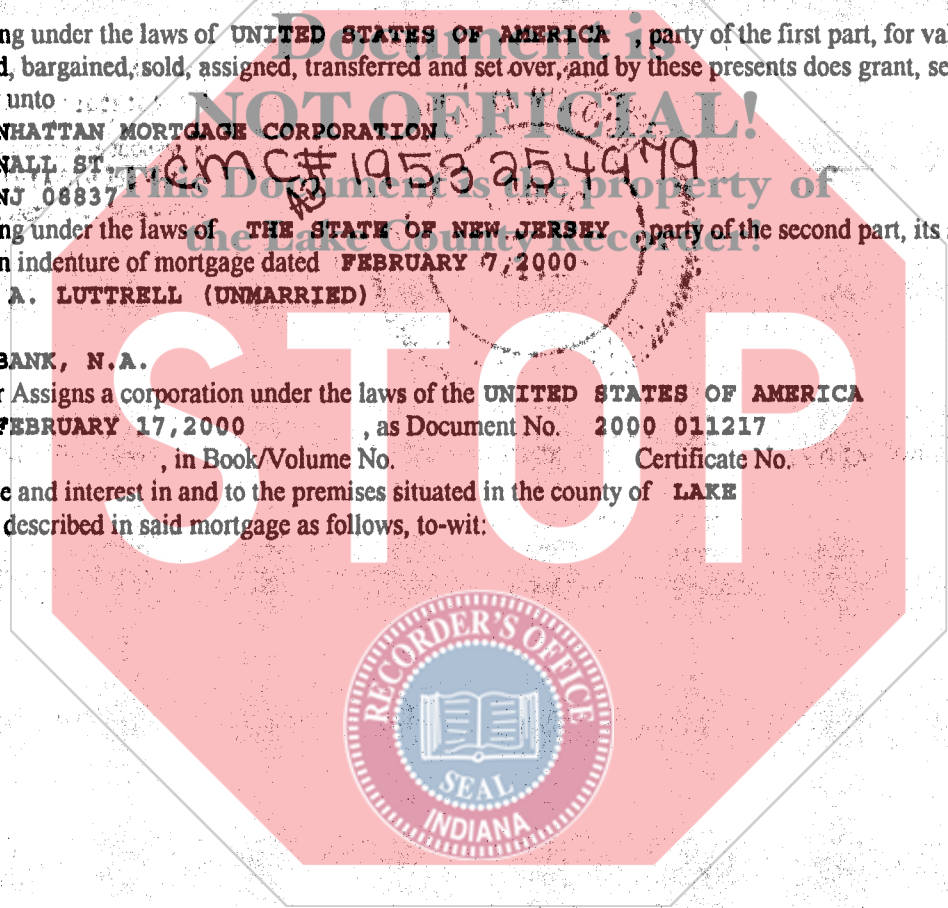 Document is
ng under the laws of UNITED STATES OF AMERICA , party of the first part, for va
d, bargained, sold, assigned, transferred and set over, and by these presents does grant, se
unto
NOT OFFICIAL!
NHATTAN MORTGAGE CORPORATION
NALL ST.
CMC# 1953254979
This Document is the property of
NJ 08837
the Lake County Recorder!
ng under the laws of THE STATE OF NEW JERSEY , party of the second part, its
n indenture of mortgage dated FEBRUARY 7,2000
A. LUTTRELL (UNMARRIED)
STOP
BANK, N.A.
r Assigns a corporation under the laws of the UNITED STATES OF AMERICA
FEBRUARY 17,2000 , as Document No. 2000 011217
, in Book/Volume No. Certificate No.
e and interest in and to the premises situated in the county of LAKE
described in said mortgage as follows, to-wit:
RECORDER'S OFFICE
SEAL
INDIANA